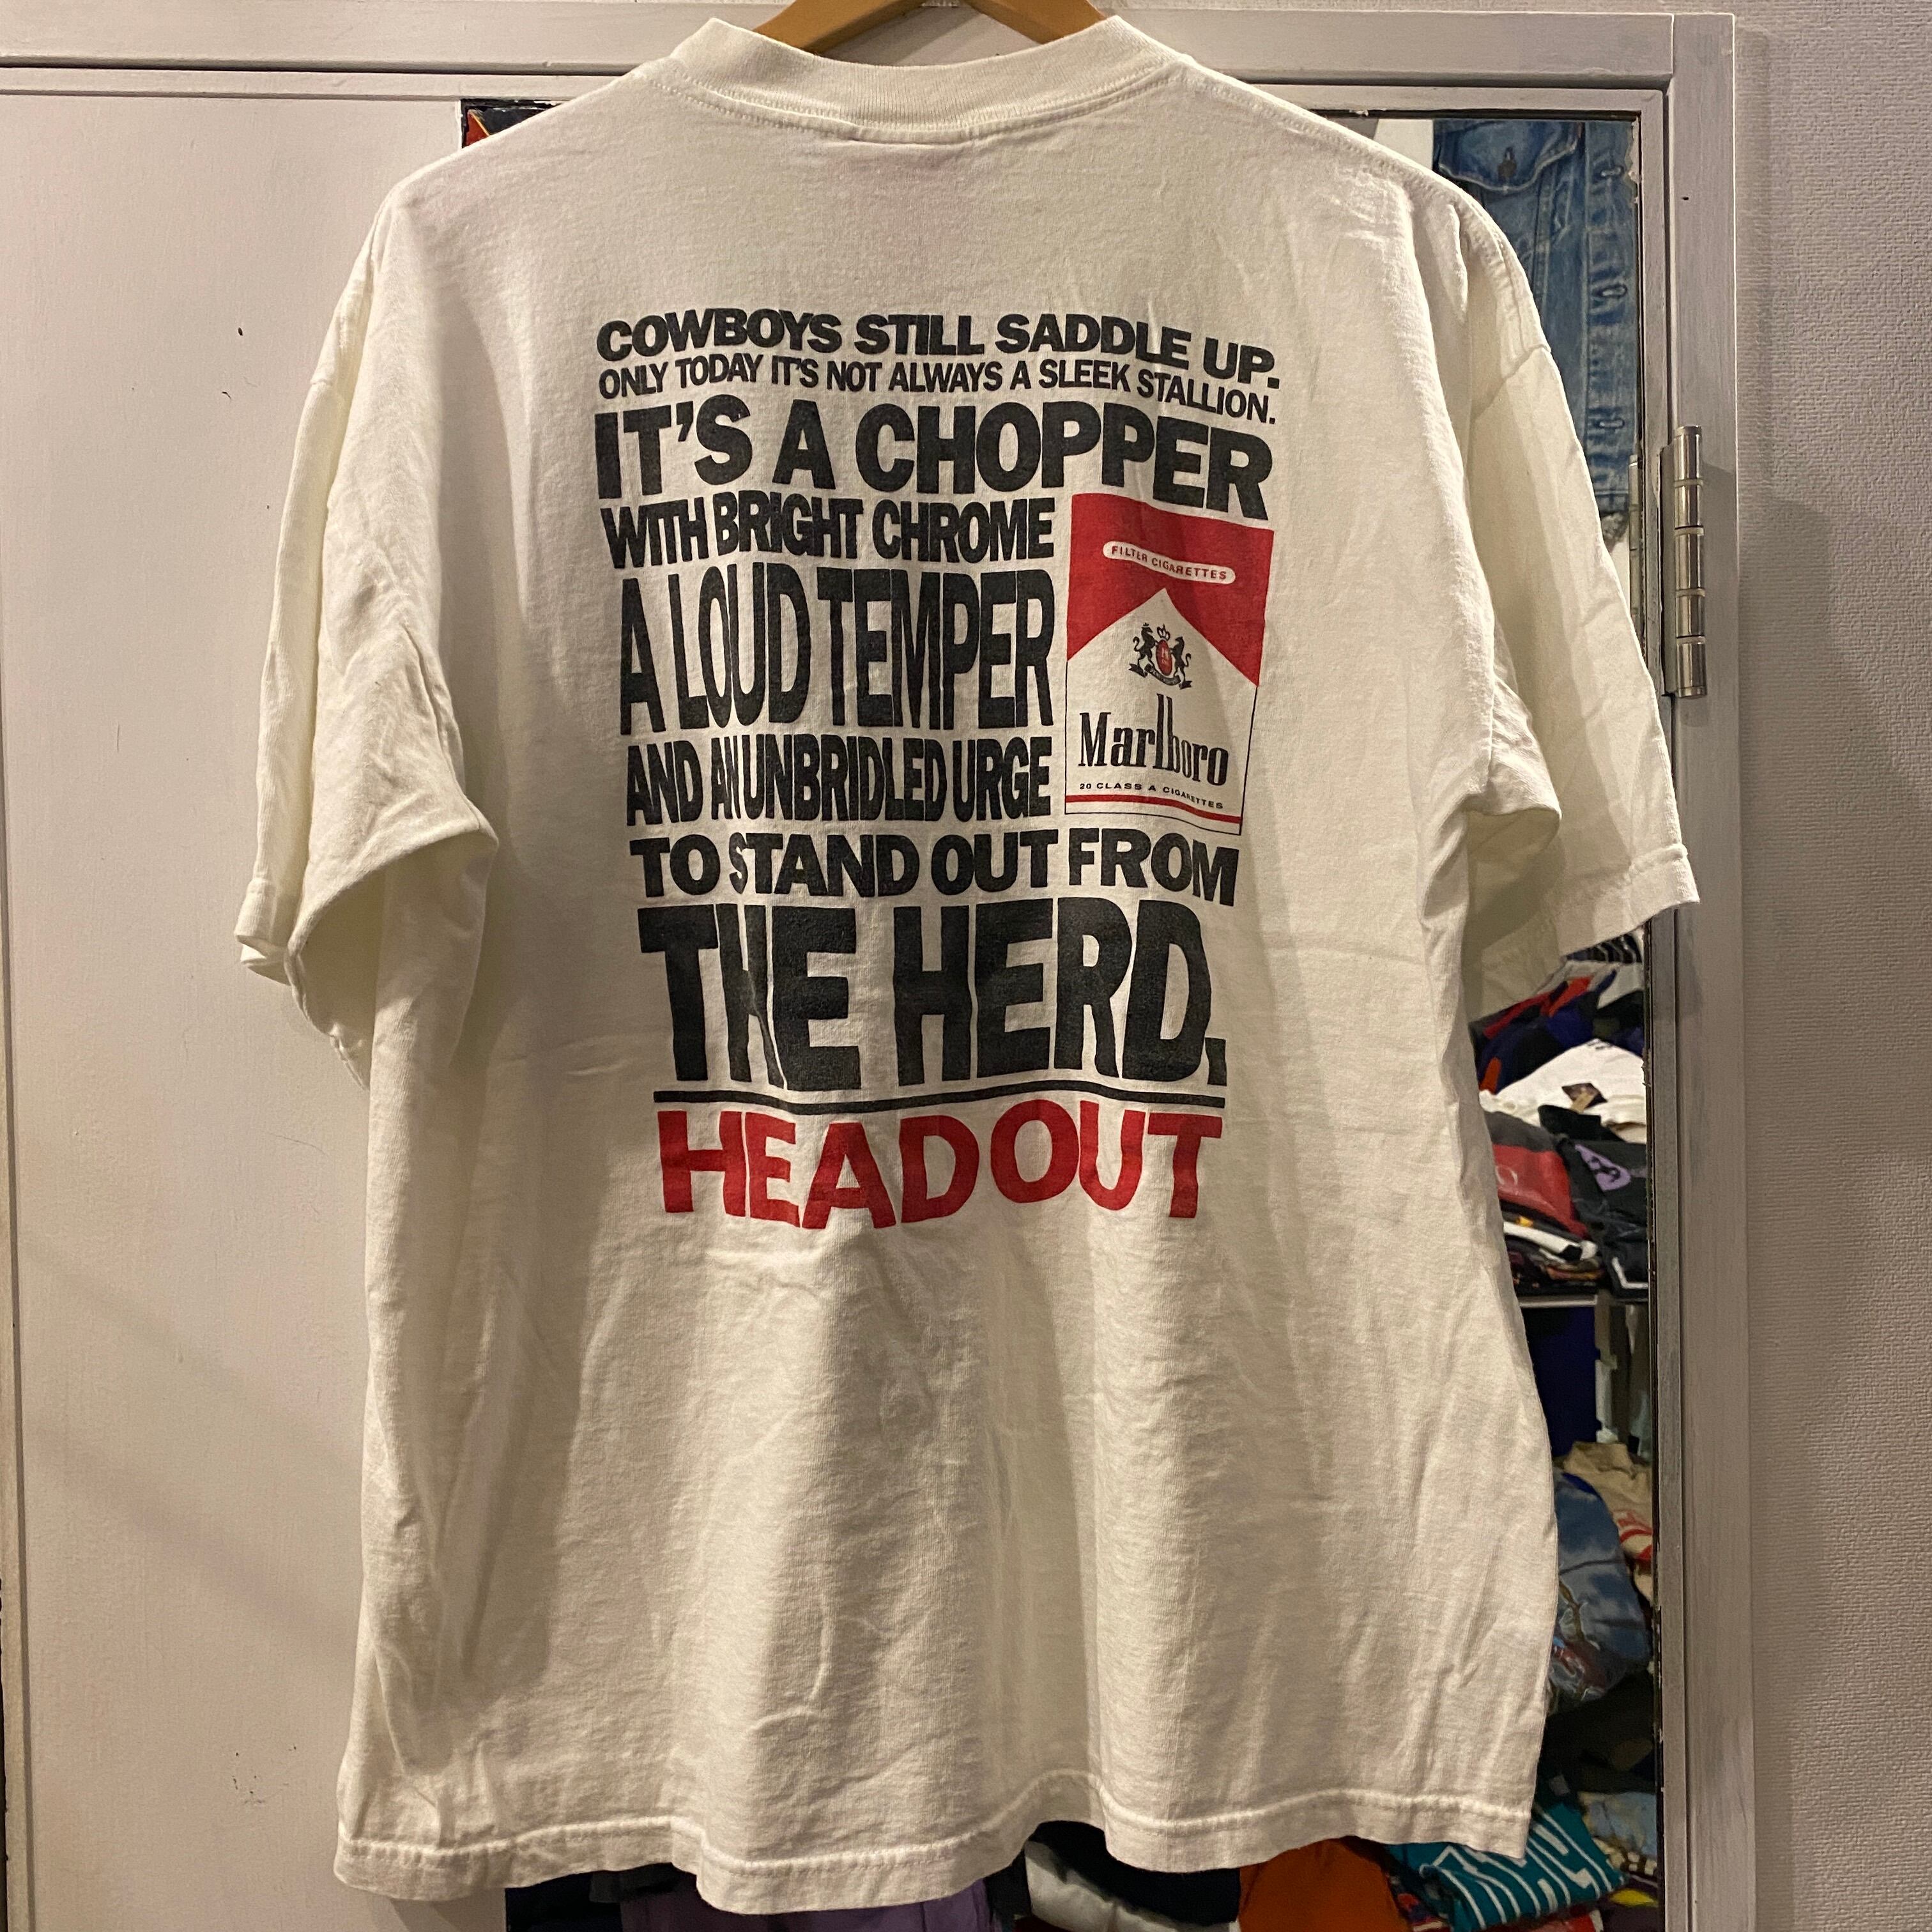 COWBOYS STILL SADDLE UP.
ONLY TODAY IT'S NOT ALWAYS A SLEEK STALLION.
IT'S A CHOPPER
WITH BRIGHT CHROME
A LOUD TEMPER
AND AN UNBRIDLED URGE
FILTER CIGARETTES
Marlboro
20 CLASS A CIGARETTES
TO STAND OUT FROM
THE HERD.
HEAD OUT